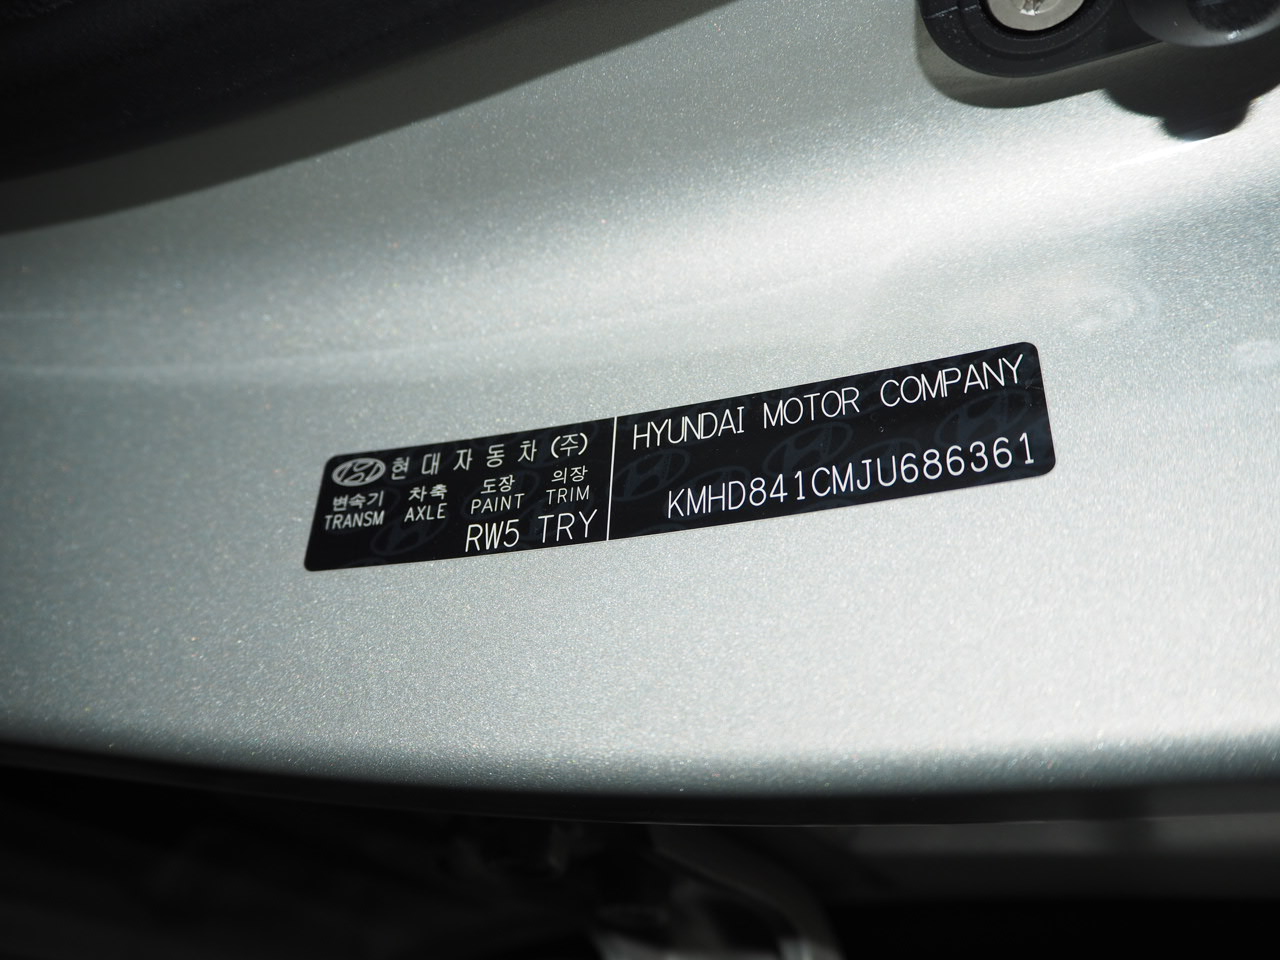 현대자동차(주)
변속기 차축 도장 의장
TRANSM AXLE PAINT TRIM
RW5 TRY
HYUNDAI MOTOR COMPANY
KMHD841CMJU686361